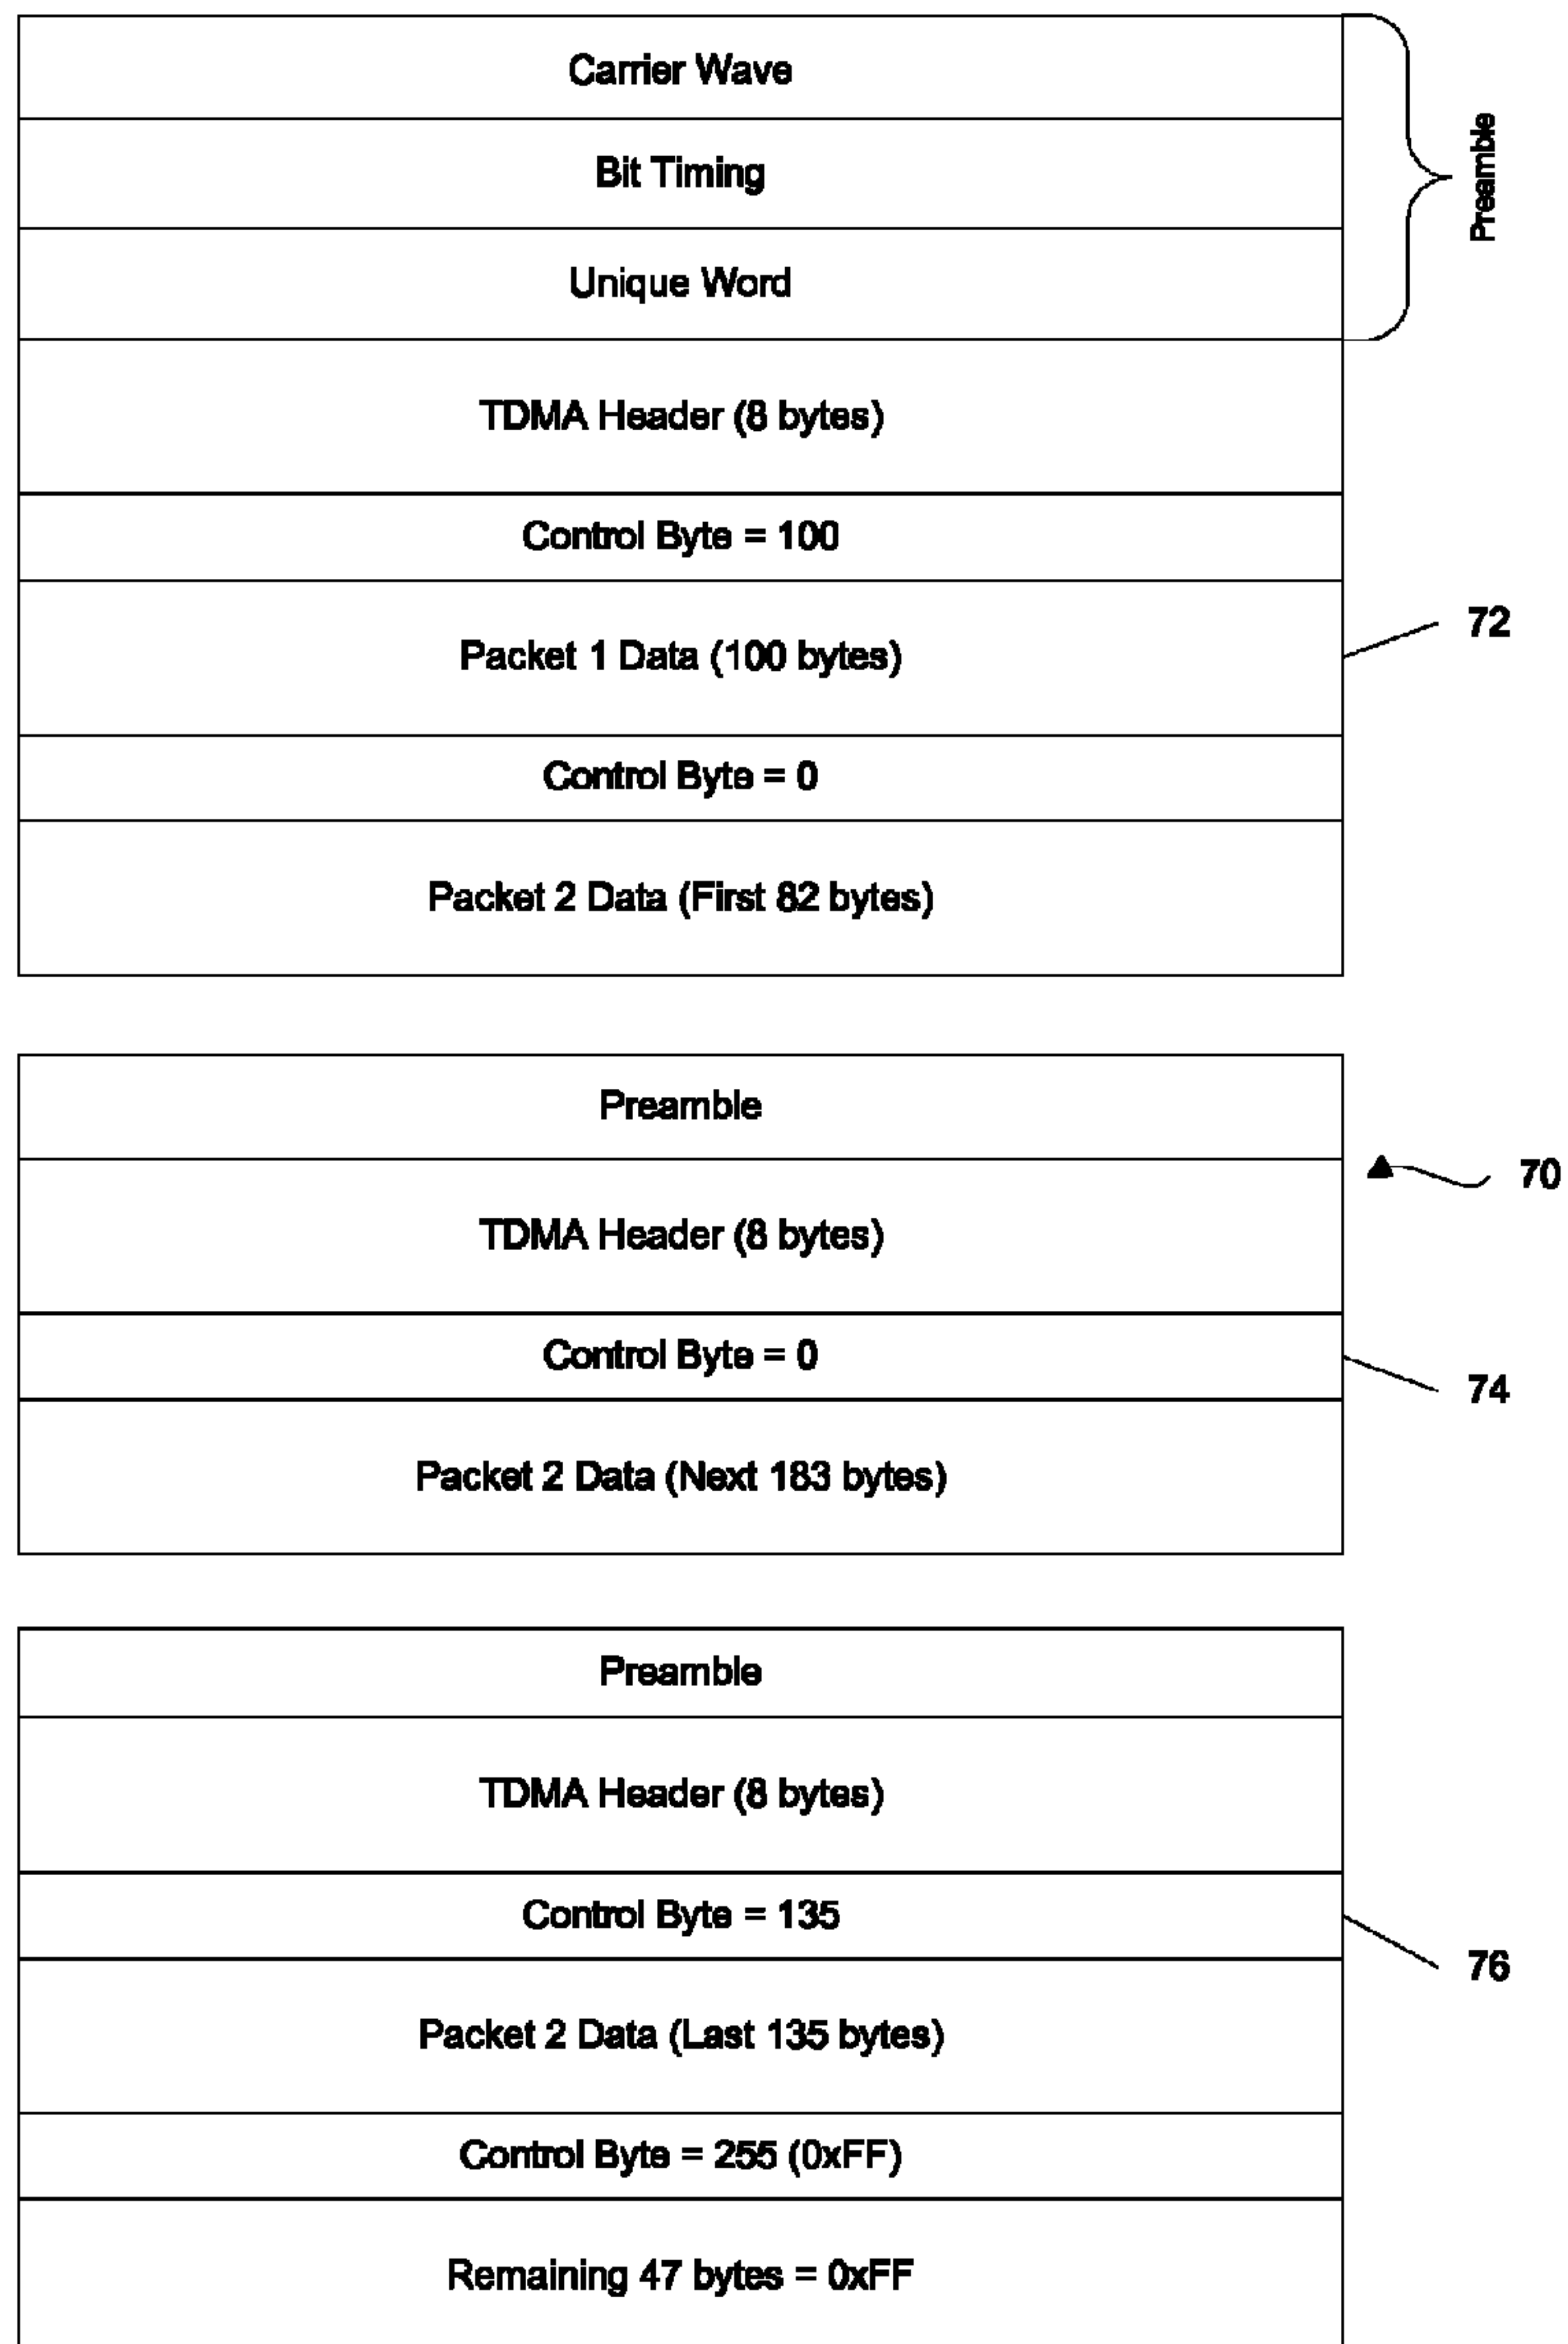 Carrier Wave
Bit Timing
Unique Word
Preamble
TDMA Header (8 bytes)
Control Byte = 100
Packet 1 Data (100 bytes)
72
Control Byte = 0
Packet 2 Data (First 82 bytes)
Preamble
70
TDMA Header (8 bytes)
Control Byte = 0
74
Packet 2 Data (Next 183 bytes)
Preamble
TDMA Header (8 bytes)
Control Byte = 135
76
Packet 2 Data (Last 135 bytes)
Control Byte = 255 (0xFF)
Remaining 47 bytes = 0xFF